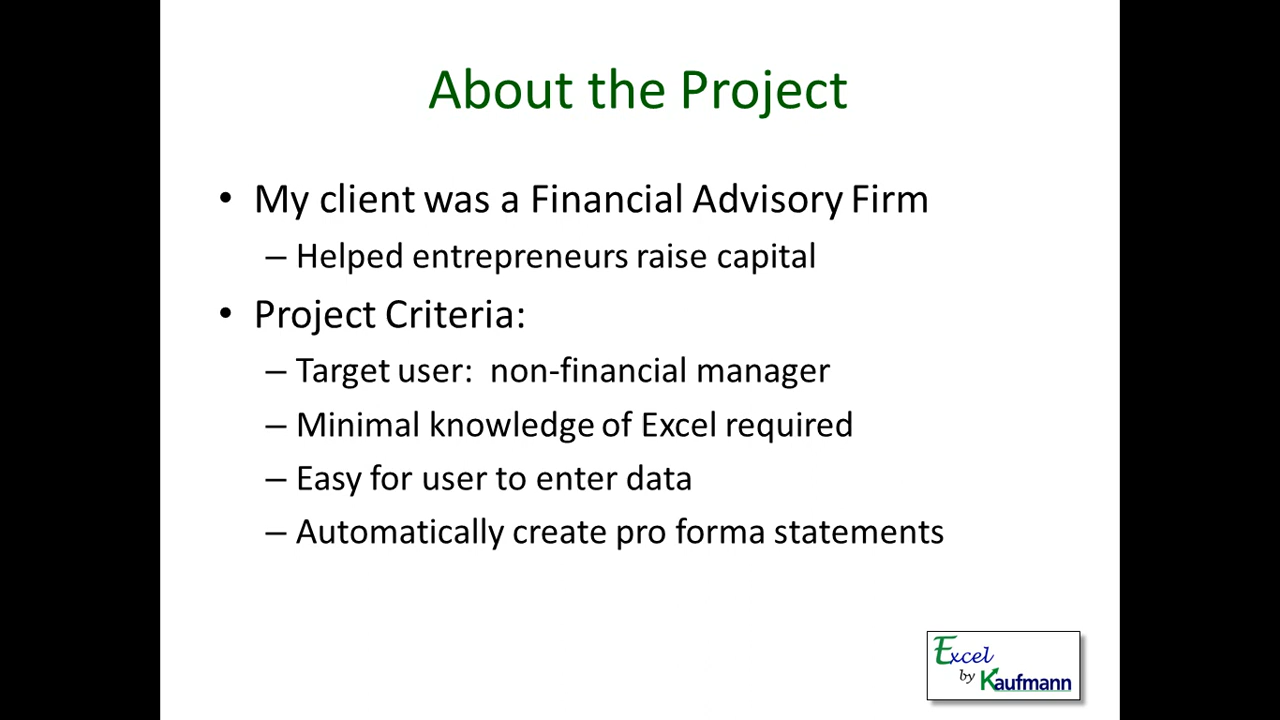 About the Project
• My client was a Financial Advisory Firm
– Helped entrepreneurs raise capital
• Project Criteria:
– Target user:  non-financial manager
– Minimal knowledge of Excel required
– Easy for user to enter data
– Automatically create pro forma statements
Excel
by Kaufmann